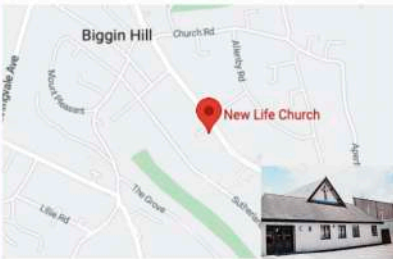 Biggin Hill
Church Rd
Allenby Rd
Mount Pleasant
New Life Church
The Grove
Lillie Rd